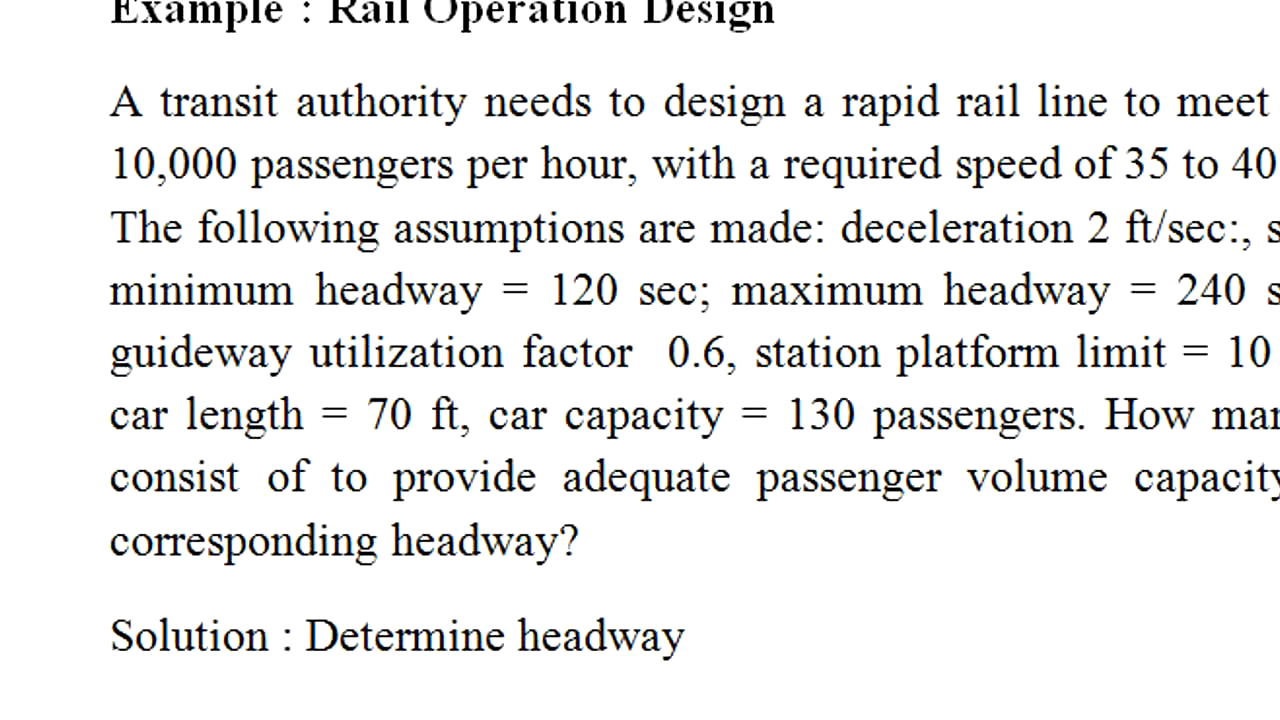 Example : Rail Operation Design
A transit authority needs to design a rapid rail line to meet
10,000 passengers per hour, with a required speed of 35 to 40
The following assumptions are made: deceleration 2 ft/sec:, s
minimum headway = 120 sec; maximum headway = 240 s
guideway utilization factor 0.6, station platform limit = 10
car length = 70 ft, car capacity = 130 passengers. How
consist of to provide adequate passenger volume capacity
corresponding headway?
Solution : Determine headway